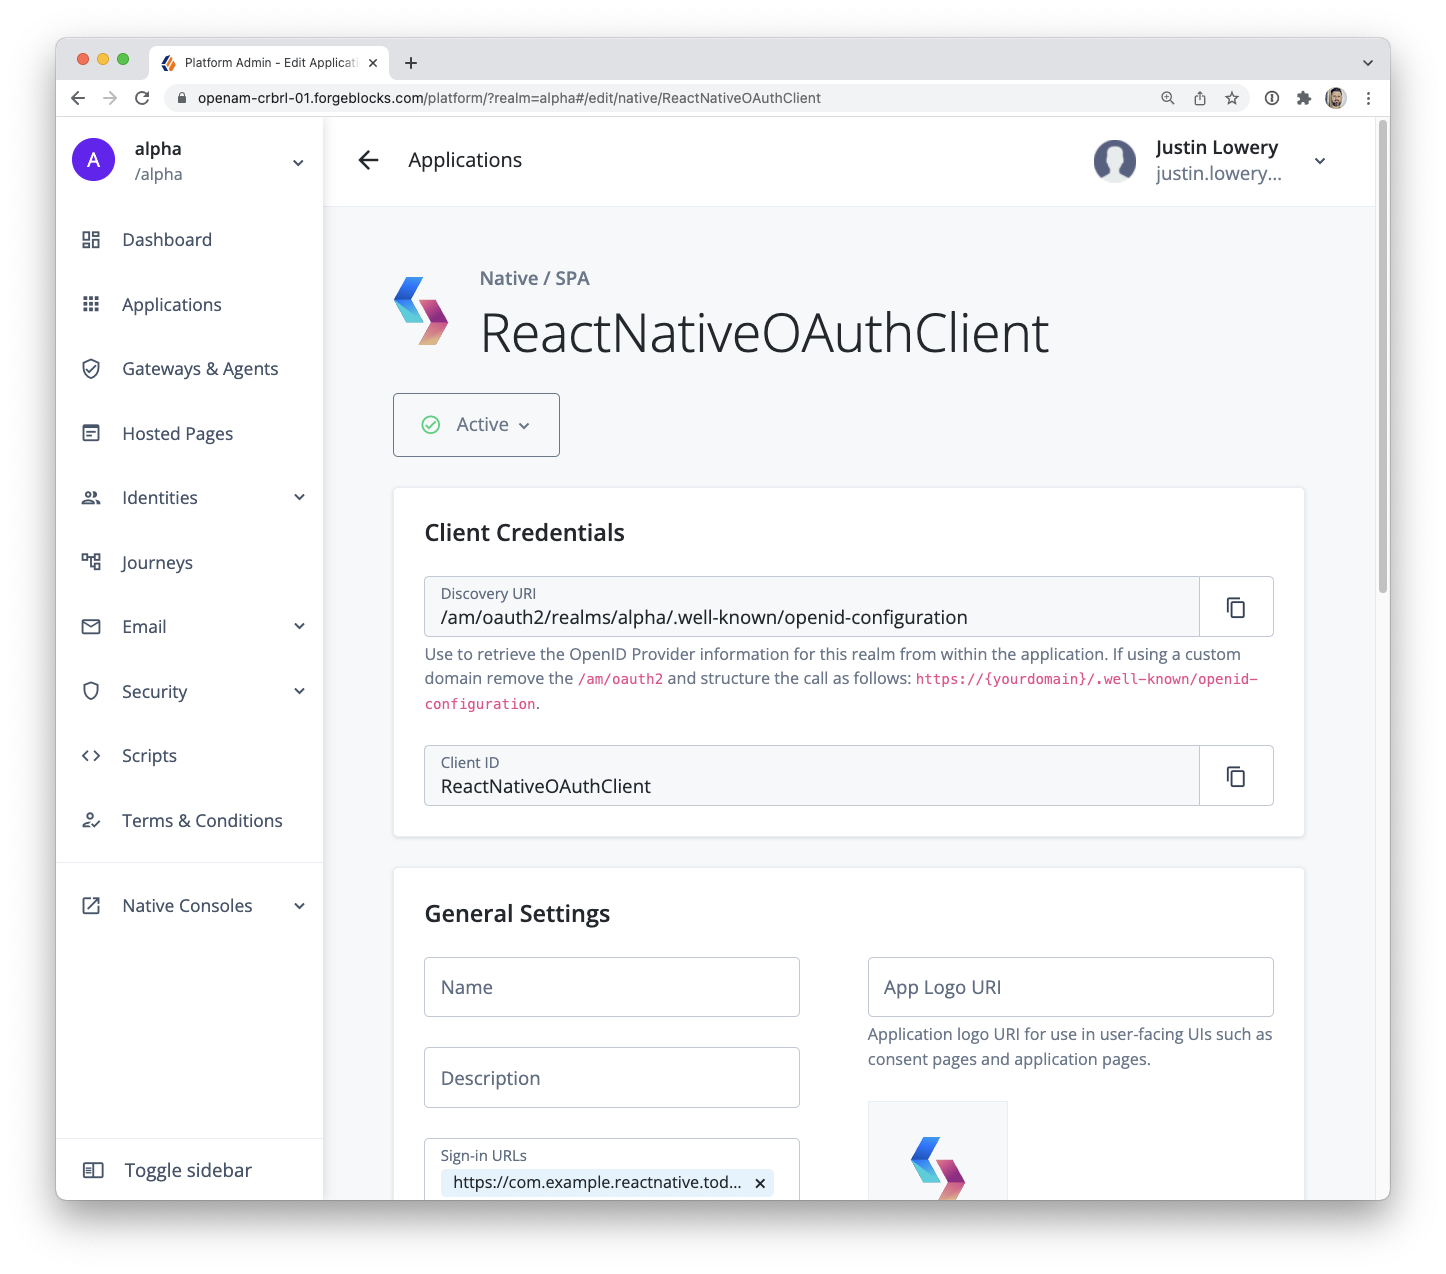 Platform Admin - Edit Applicati
openam-crbrl-01.forgeblocks.com/platform/?realm=alpha#/edit/native/ReactNativeOAuthClient
A
alpha
/alpha
Applications
Justin Lowery
justin.lowery...
Dashboard
Applications
Gateways & Agents
Hosted Pages
Identities
Journeys
Email
Security
Scripts
Terms & Conditions
Native Consoles
Toggle sidebar
Native / SPA
ReactNativeOAuthClient
Active
Client Credentials
Discovery URI
/am/oauth2/realms/alpha/.well-known/openid-configuration
Use to retrieve the OpenID Provider information for this realm from within the application. If using a custom
domain remove the /am/oauth2 and structure the call as follows: https://{yourdomain}/.well-known/openid-
configuration.
Client ID
ReactNativeOAuthClient
General Settings
Name
App Logo URI
Application logo URI for use in user-facing UIs such as
consent pages and application pages.
Description
Sign-in URLs
https://com.example.reactnative.tod...